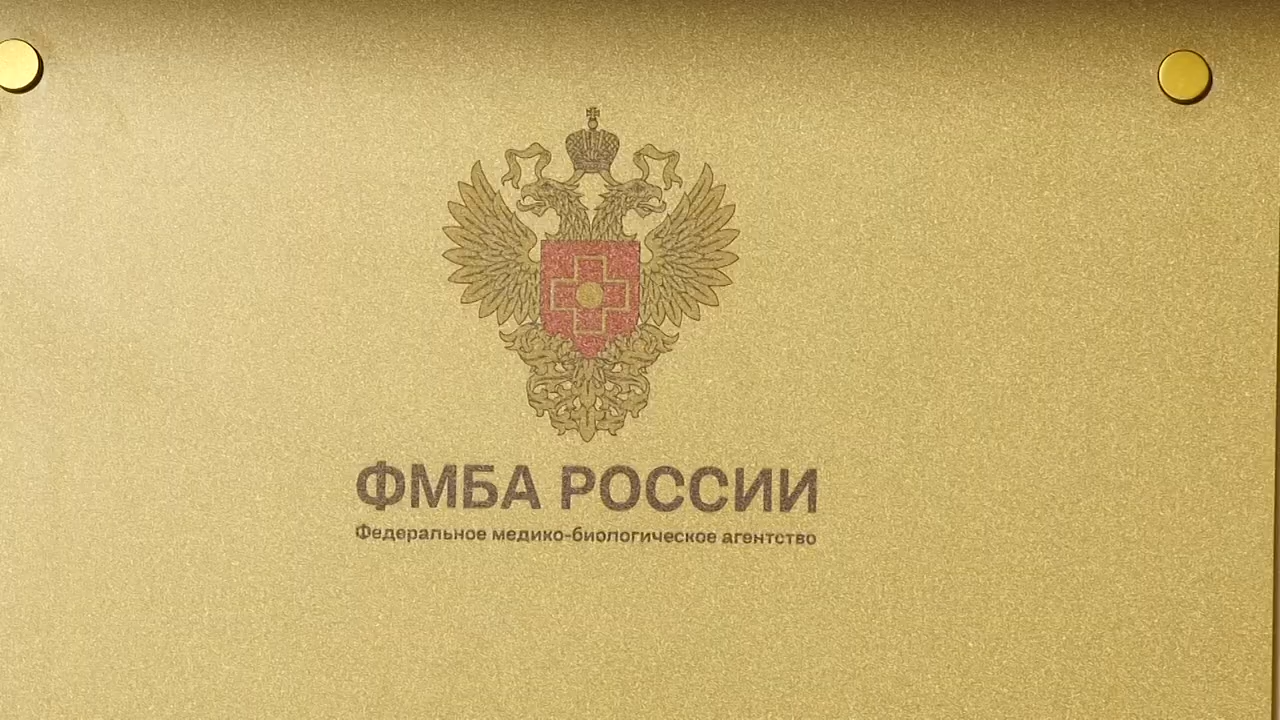 ФМБА РОССИИ
Федеральное медико-биологическое агентство